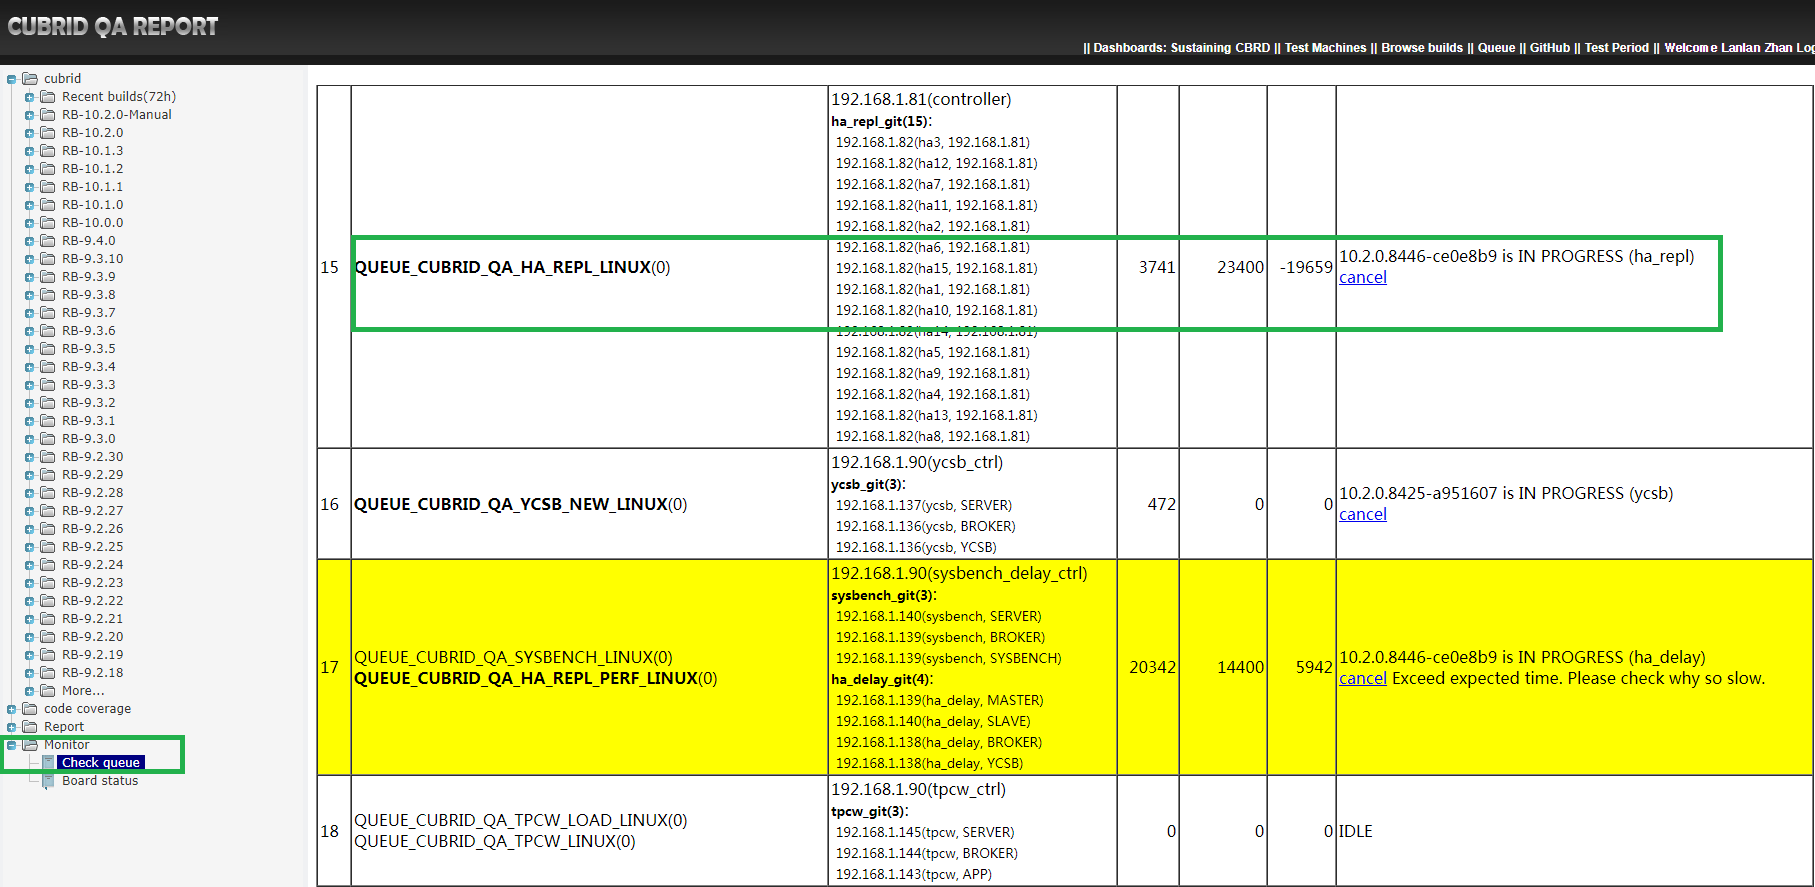 CUBRID QA REPORT
|| Dashboards: Sustaining CBRD || Test Machines || Browse builds || Queue || GitHub || Test Period || Welcome Lanlan Zhan Log
cubrid
Recent builds(72h)
RB-10.2.0-Manual
RB-10.2.0
RB-10.1.3
RB-10.1.2
RB-10.1.1
RB-10.1.0
RB-10.0.0
RB-9.4.0
RB-9.3.10
RB-9.3.9
RB-9.3.8
RB-9.3.7
RB-9.3.6
RB-9.3.5
RB-9.3.4
RB-9.3.3
RB-9.3.2
RB-9.3.1
RB-9.3.0
RB-9.2.30
RB-9.2.29
RB-9.2.28
RB-9.2.27
RB-9.2.26
RB-9.2.25
RB-9.2.24
RB-9.2.23
RB-9.2.22
RB-9.2.21
RB-9.2.20
RB-9.2.19
RB-9.2.18
More...
code coverage
Report
Monitor
Check queue
Board status
15
QUEUE_CUBRID_QA_HA_REPL_LINUX(0)
192.168.1.81(controller)
ha_repl_git(15):
192.168.1.82(ha3, 192.168.1.81)
192.168.1.82(ha12, 192.168.1.81)
192.168.1.82(ha7, 192.168.1.81)
192.168.1.82(ha11, 192.168.1.81)
192.168.1.82(ha2, 192.168.1.81)
192.168.1.82(ha6, 192.168.1.81)
192.168.1.82(ha15, 192.168.1.81)
192.168.1.82(ha1, 192.168.1.81)
192.168.1.82(ha10, 192.168.1.81)
192.168.1.82(ha14, 192.168.1.81)
192.168.1.82(ha5, 192.168.1.81)
192.168.1.82(ha9, 192.168.1.81)
192.168.1.82(ha4, 192.168.1.81)
192.168.1.82(ha13, 192.168.1.81)
192.168.1.82(ha8, 192.168.1.81)
3741
23400
-19659
10.2.0.8446-ce0e8b9 is IN PROGRESS (ha_repl)
cancel
16
QUEUE_CUBRID_QA_YCSB_NEW_LINUX(0)
192.168.1.90(ycsb_ctrl)
ycsb_git(3):
192.168.1.137(ycsb, SERVER)
192.168.1.136(ycsb, BROKER)
192.168.1.136(ycsb, YCSB)
472
0
0
10.2.0.8425-a951607 is IN PROGRESS (ycsb)
cancel
17
QUEUE_CUBRID_QA_SYSBENCH_LINUX(0)
QUEUE_CUBRID_QA_HA_REPL_PERF_LINUX(0)
192.168.1.90(sysbench_delay_ctrl)
sysbench_git(3):
192.168.1.140(sysbench, SERVER)
192.168.1.139(sysbench, BROKER)
192.168.1.139(sysbench, SYSBENCH)
ha_delay_git(4):
192.168.1.139(ha_delay, MASTER)
192.168.1.140(ha_delay, SLAVE)
192.168.1.138(ha_delay, BROKER)
192.168.1.138(ha_delay, YCSB)
20342
14400
5942
10.2.0.8446-ce0e8b9 is IN PROGRESS (ha_delay)
cancel Exceed expected time. Please check why so slow.
18
QUEUE_CUBRID_QA_TPCW_LOAD_LINUX(0)
QUEUE_CUBRID_QA_TPCW_LINUX(0)
192.168.1.90(tpcw_ctrl)
tpcw_git(3):
192.168.1.145(tpcw, SERVER)
192.168.1.144(tpcw, BROKER)
192.168.1.143(tpcw, APP)
0
0
0
IDLE